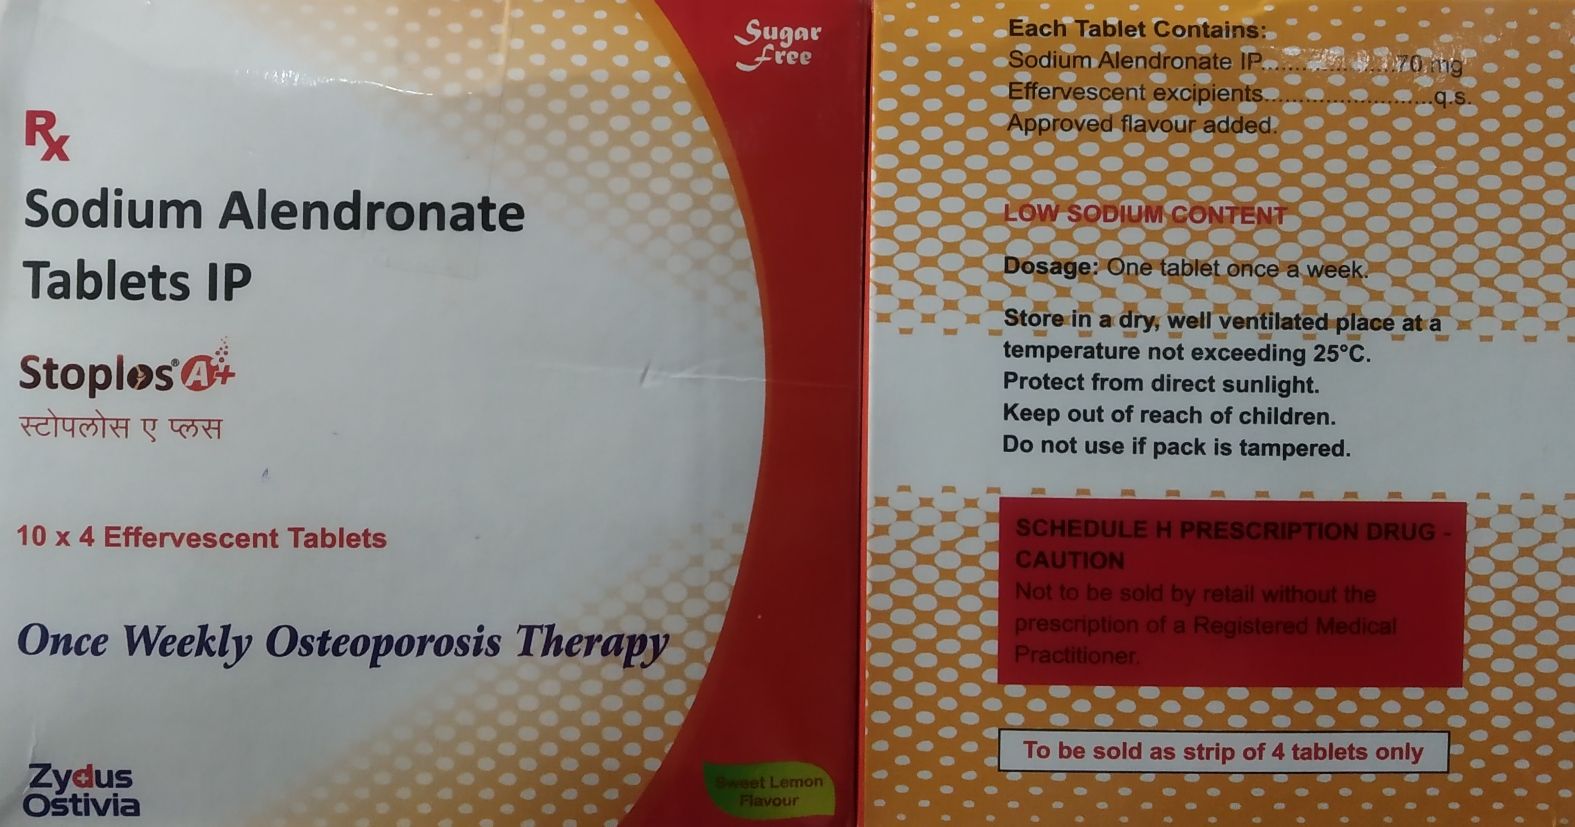 Sugar
Free
Rx
Sodium Alendronate
Tablets IP
Stoplos® A+
स्टोपलोस ए प्लस
10 x 4 Effervescent Tablets
Once Weekly Osteoporosis Therapy
Zydus
Ostivia
Sweet Lemon
Flavour
Each Tablet Contains:
Sodium Alendronate IP.....................70 mg
Effervescent excipients..........................q.s.
Approved flavour added.
LOW SODIUM CONTENT
Dosage: One tablet once a week.
Store in a dry, well ventilated place at a
temperature not exceeding 25°C.
Protect from direct sunlight.
Keep out of reach of children.
Do not use if pack is tampered.
SCHEDULE H PRESCRIPTION DRUG -
CAUTION
Not to be sold by retail without the
prescription of a Registered Medical
Practitioner.
To be sold as strip of 4 tablets only